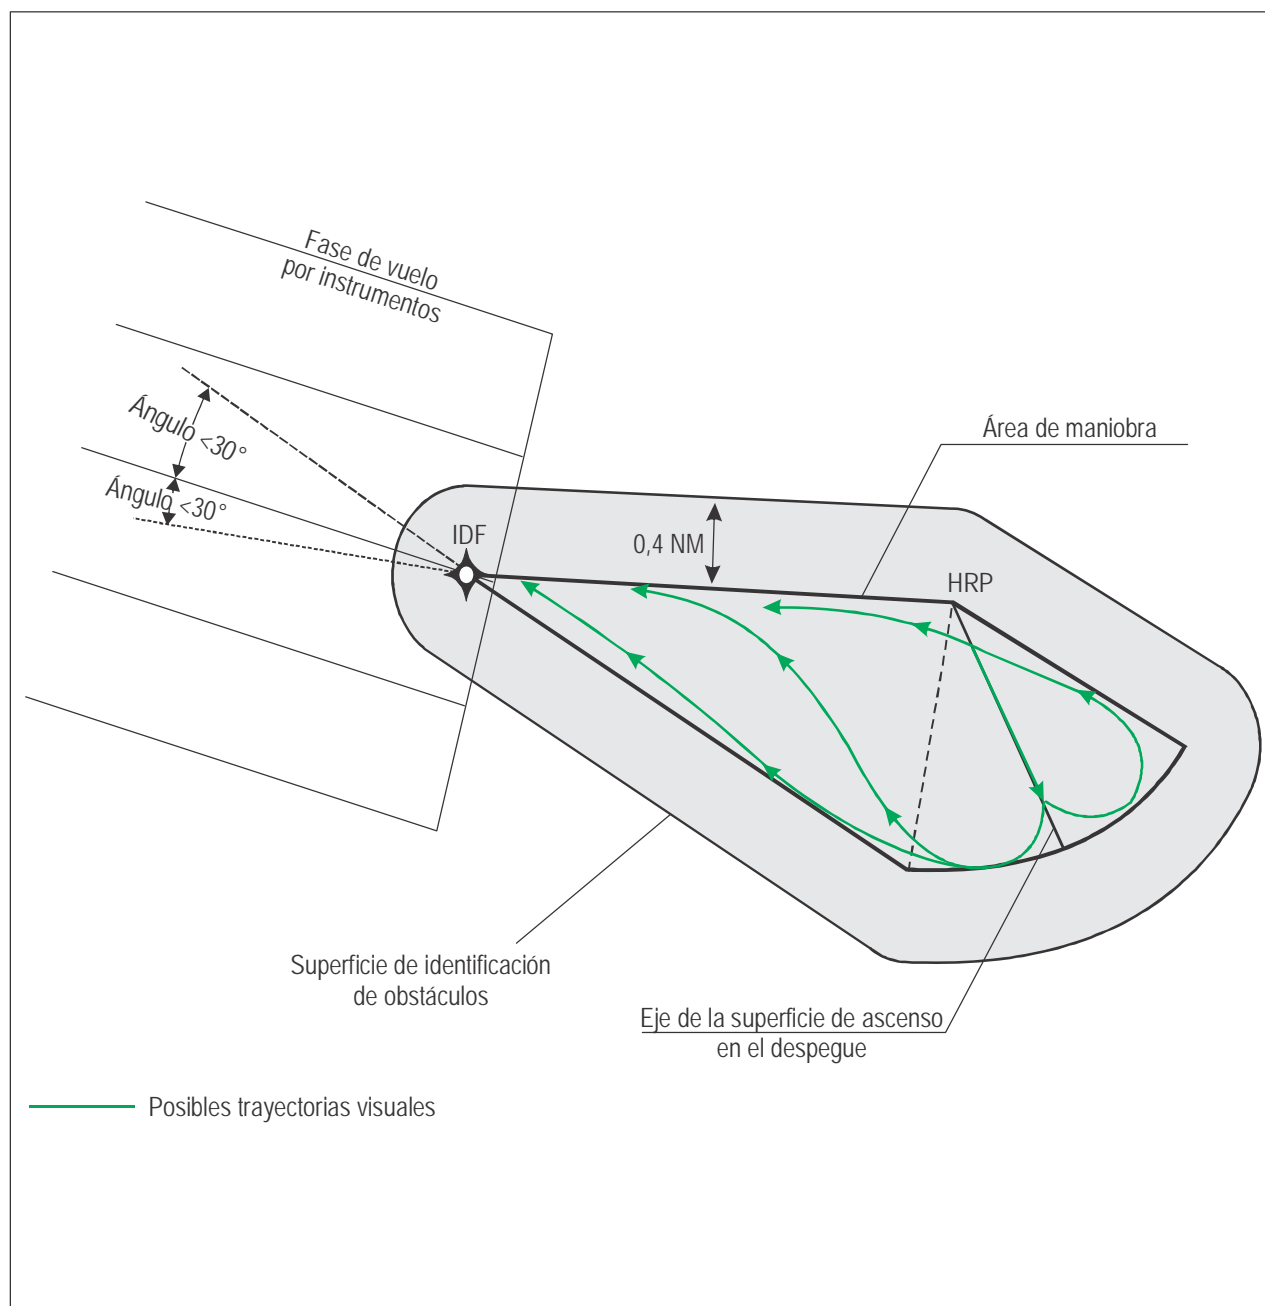 Fase de vuelo
por instrumentos
Ángulo <30°
Ángulo <30°
Área de maniobra
IDF
0,4 NM
HRP
Superficie de identificación
de obstáculos
Eje de la superficie de ascenso
en el despegue
Posibles trayectorias visuales